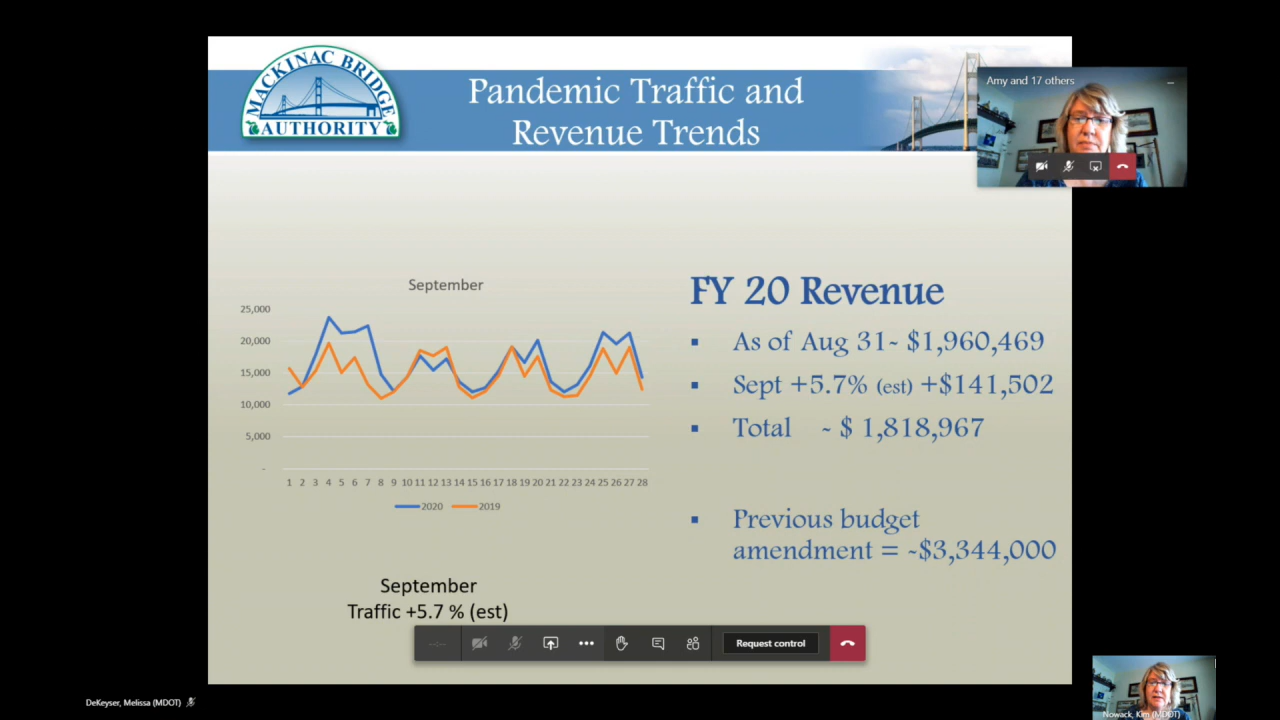 MACKINAC BRIDGE
AUTHORITY
Pandemic Traffic and
Revenue Trends
Amy and 17 others
September
25,000
20,000
15,000
10,000
5,000
-
1 2 3 4 5 6 7 8 9 10 11 12 13 14 15 16 17 18 19 20 21 22 23 24 25 26 27 28
2020 2019
September
Traffic +5.7 % (est)
FY 20 Revenue
▪ As of Aug 31- $1,960,469
▪ Sept +5.7% (est) +$141,502
▪ Total - $ 1,818,967
▪ Previous budget
amendment = -$3,344,000
--:--
Request control
DeKeyser, Melissa (MDOT)
Nowack, Kim (MDOT)